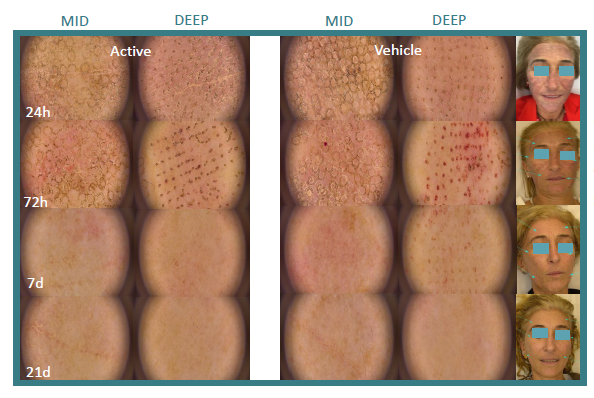 MID DEEP MID DEEP
Active Vehicle
24h
72h
7d
21d